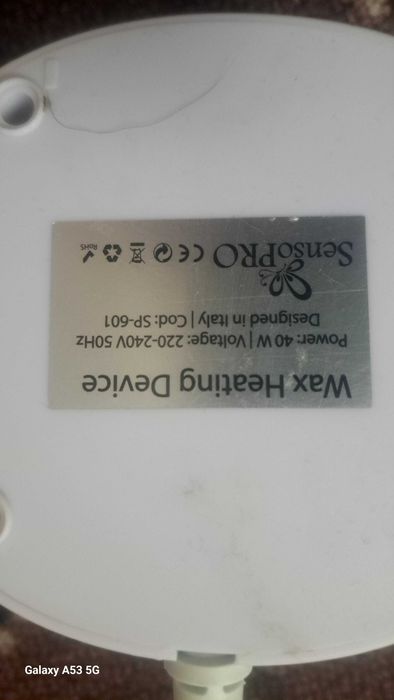 Wax Heating Device
Power: 40 W | Voltage: 220-240V 50Hz
Designed in Italy | Cod: SP-601
SensoPRO
CE
RoHS
Galaxy A53 5G